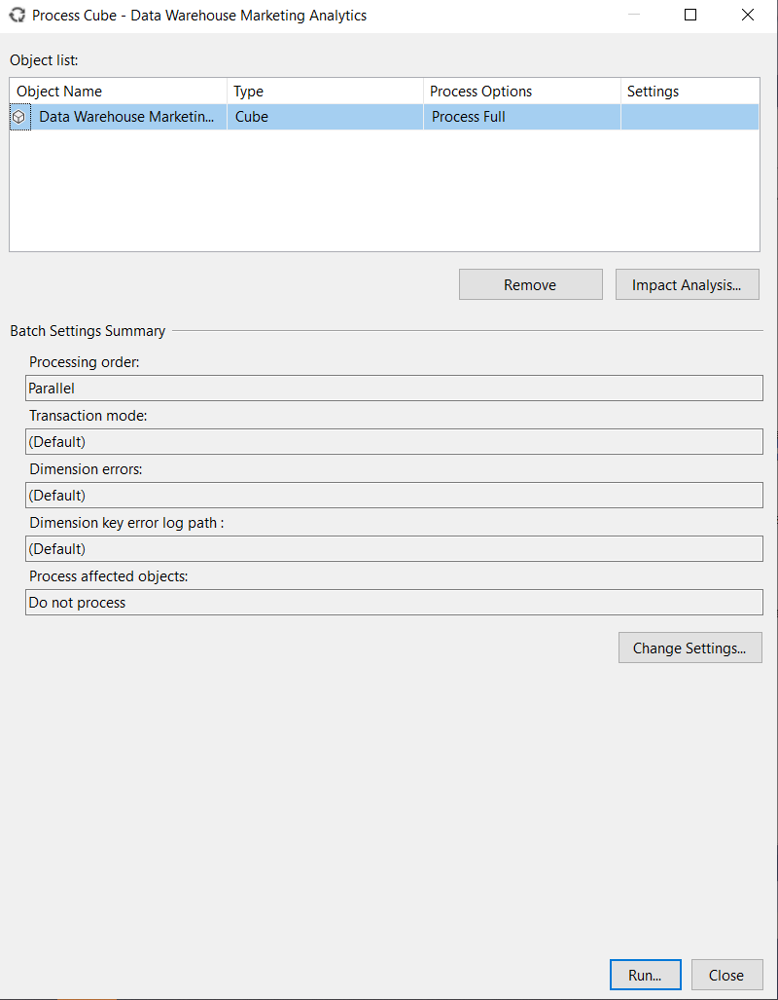 Process Cube - Data Warehouse Marketing Analytics
Object list:
Object Name Type Process Options Settings
Data Warehouse Marketin... Cube Process Full
Remove Impact Analysis...
Batch Settings Summary
Processing order:
Parallel
Transaction mode:
(Default)
Dimension errors:
(Default)
Dimension key error log path :
(Default)
Process affected objects:
Do not process
Change Settings...
Run... Close